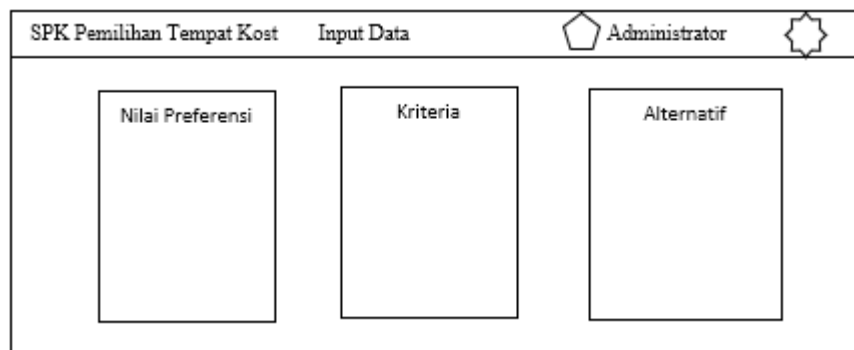 SPK Pemilihan Tempat Kost Input Data Administrator
Nilai Preferensi
Kriteria
Alternatif